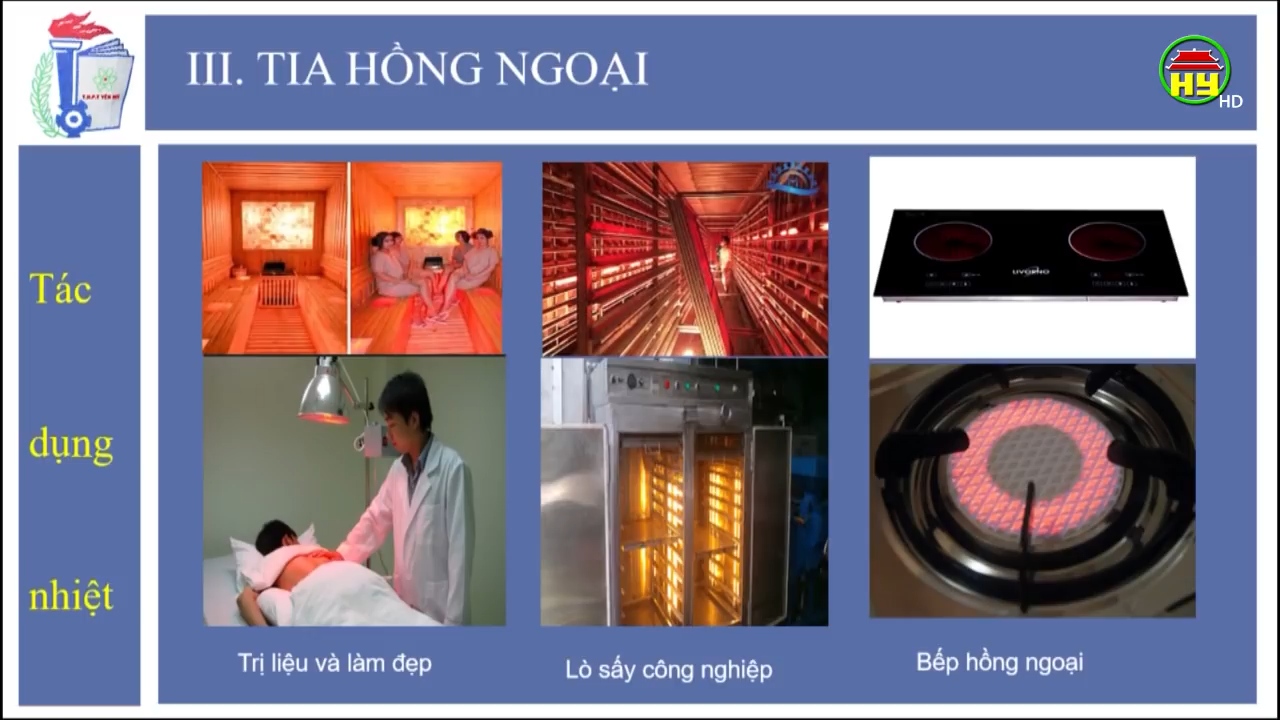 III. TIA HỒNG NGOẠI
HY
HD
Tác
dụng
nhiệt
LIVORNO
Trị liệu và làm đẹp
Lò sấy công nghiệp
Bếp hồng ngoại